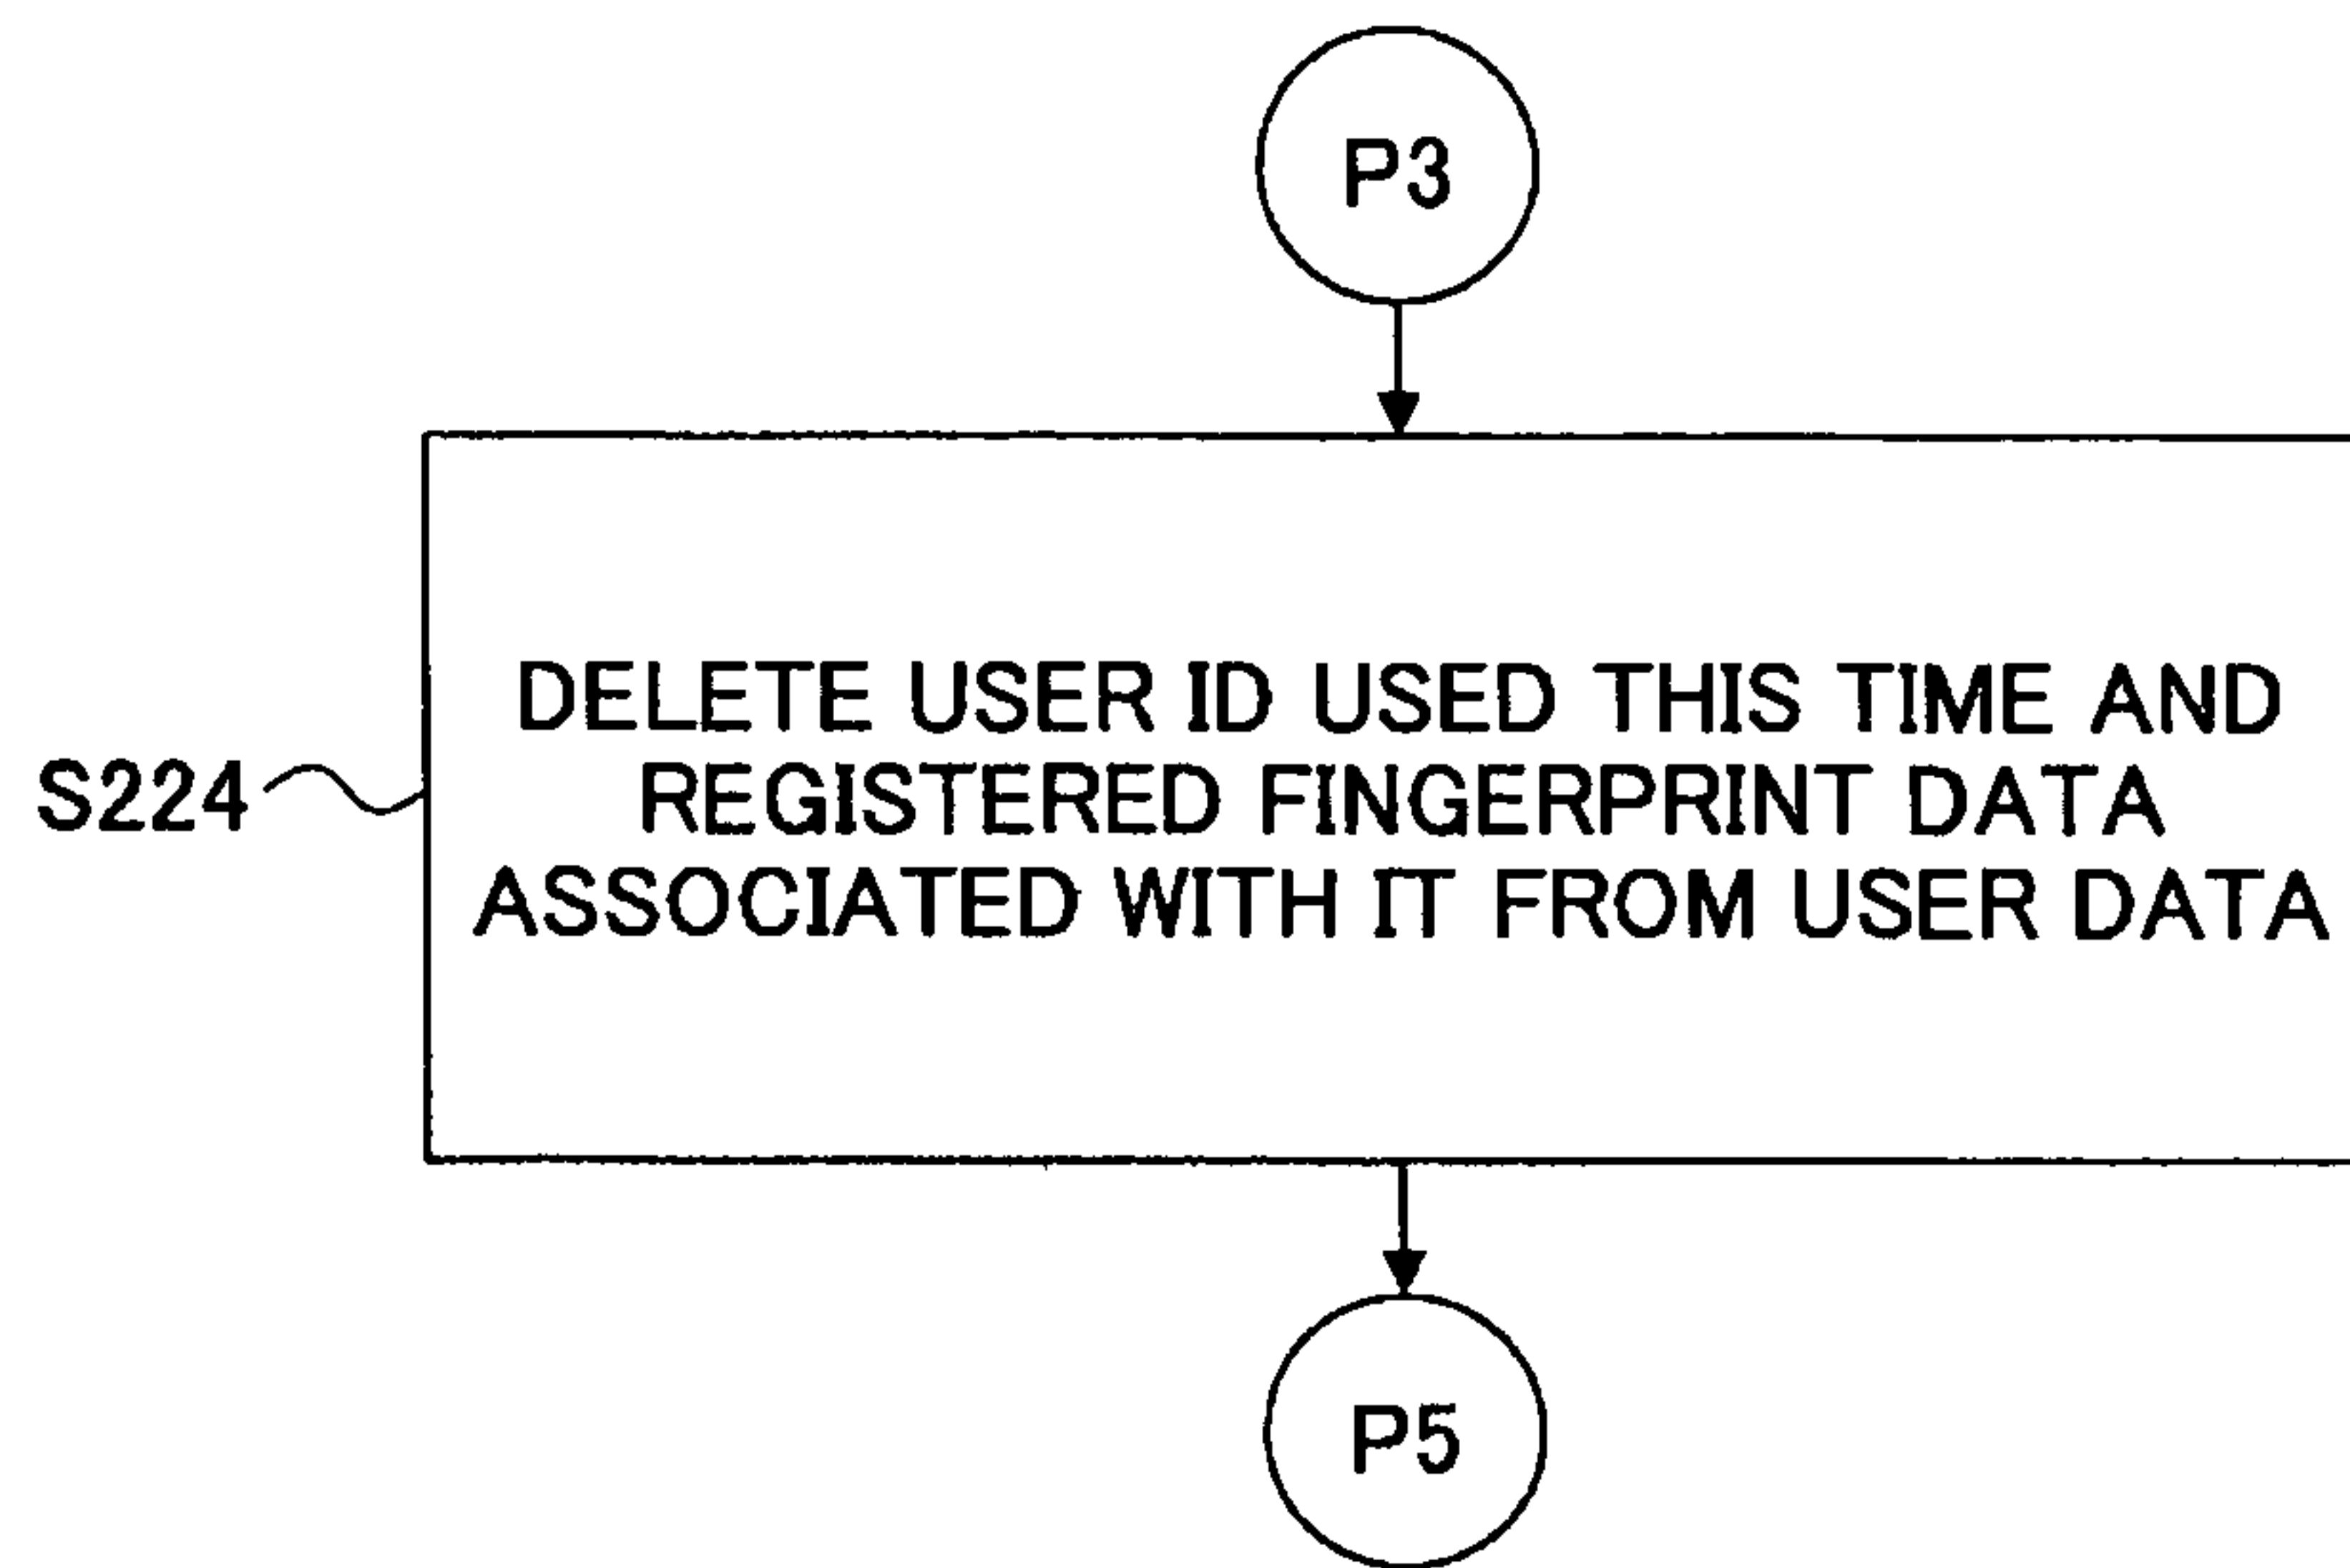 P3
DELETE USER ID USED THIS TIME AND
REGISTERED FINGERPRINT DATA
S224
ASSOCIATED WITH IT FROM USER DATA
P5